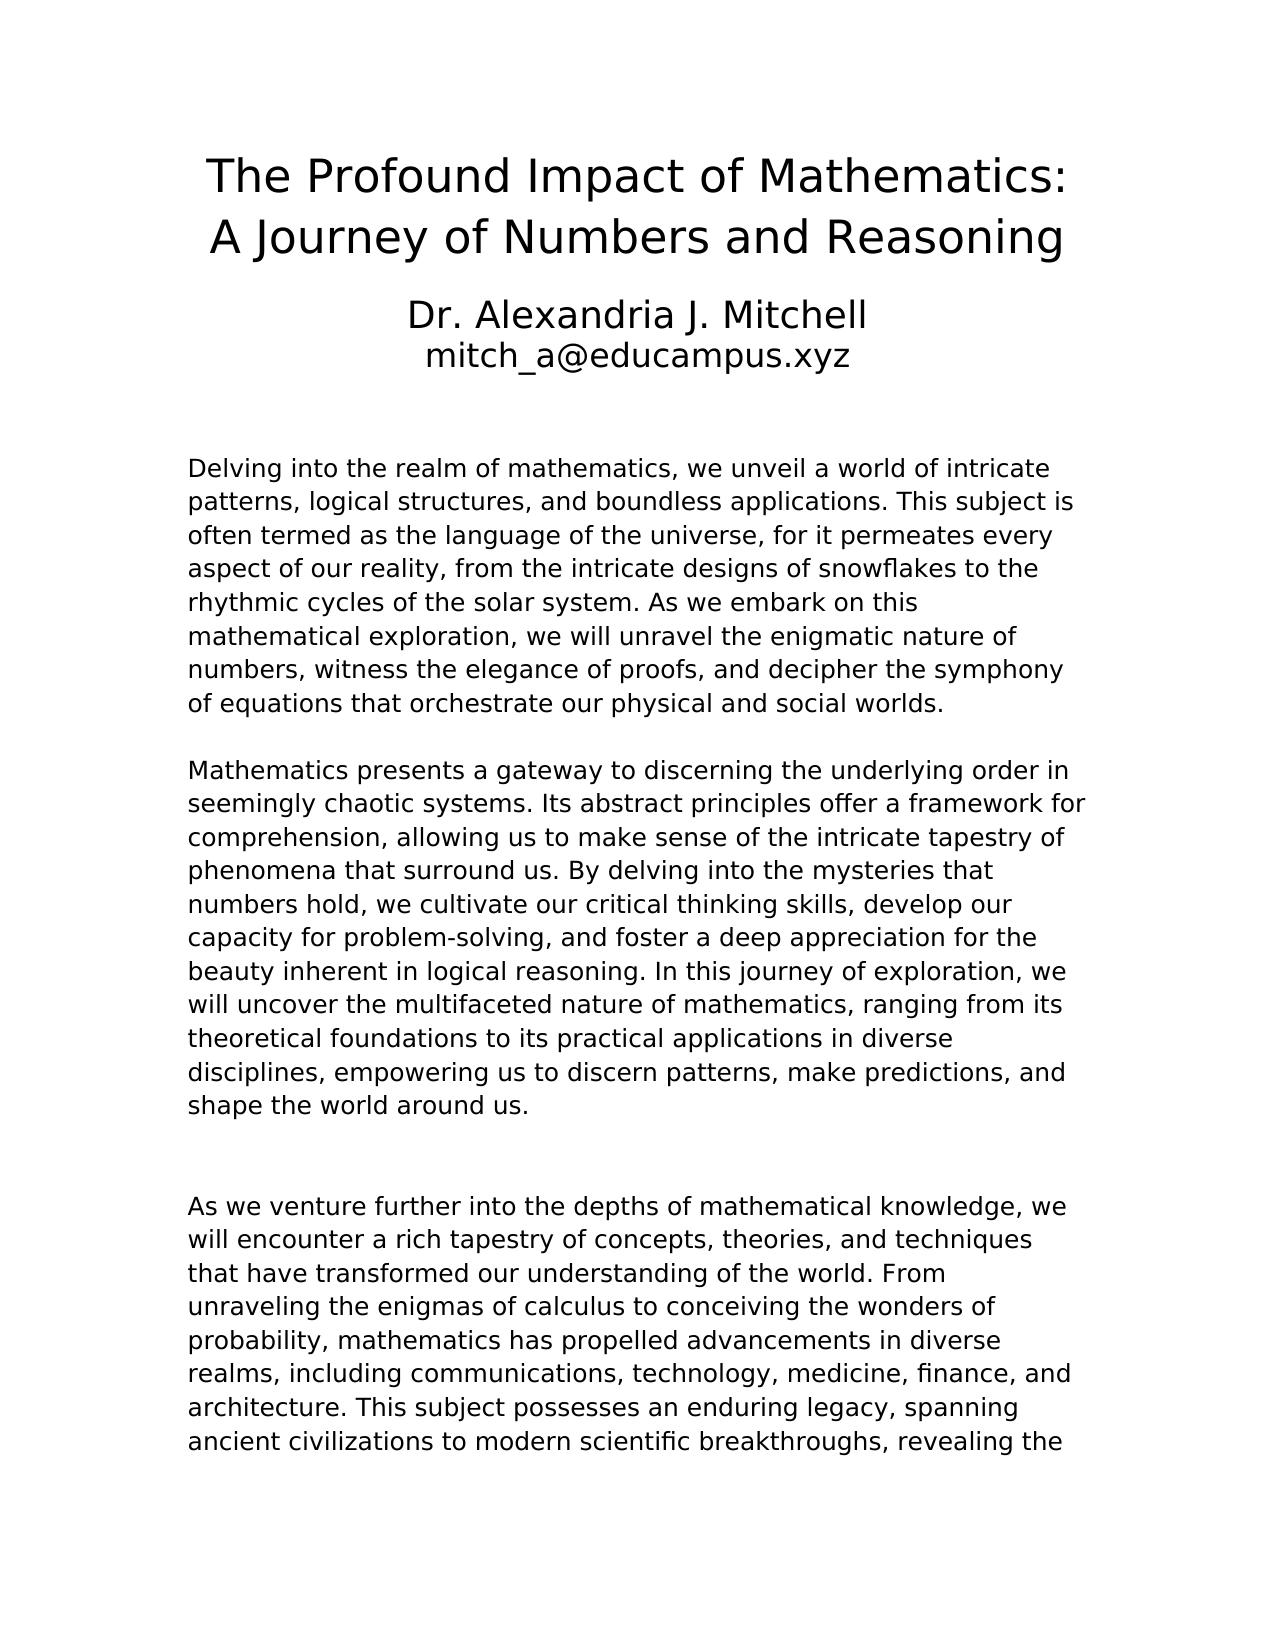 The Profound Impact of Mathematics:
A Journey of Numbers and Reasoning
Dr. Alexandria J. Mitchell
mitch_a@educampus.xyz
Delving into the realm of mathematics, we unveil a world of intricate
patterns, logical structures, and boundless applications. This subject is
often termed as the language of the universe, for it permeates every
aspect of our reality, from the intricate designs of snowflakes to the
rhythmic cycles of the solar system. As we embark on this
mathematical exploration, we will unravel the enigmatic nature of
numbers, witness the elegance of proofs, and decipher the symphony
of equations that orchestrate our physical and social worlds.
Mathematics presents a gateway to discerning the underlying order in
seemingly chaotic systems. Its abstract principles offer a framework for
comprehension, allowing us to make sense of the intricate tapestry of
phenomena that surround us. By delving into the mysteries that
numbers hold, we cultivate our critical thinking skills, develop our
capacity for problem-solving, and foster a deep appreciation for the
beauty inherent in logical reasoning. In this journey of exploration, we
will uncover the multifaceted nature of mathematics, ranging from its
theoretical foundations to its practical applications in diverse
disciplines, empowering us to discern patterns, make predictions, and
shape the world around us.
As we venture further into the depths of mathematical knowledge, we
will encounter a rich tapestry of concepts, theories, and techniques
that have transformed our understanding of the world. From
unraveling the enigmas of calculus to conceiving the wonders of
probability, mathematics has propelled advancements in diverse
realms, including communications, technology, medicine, finance, and
architecture. This subject possesses an enduring legacy, spanning
ancient civilizations to modern scientific breakthroughs, revealing the